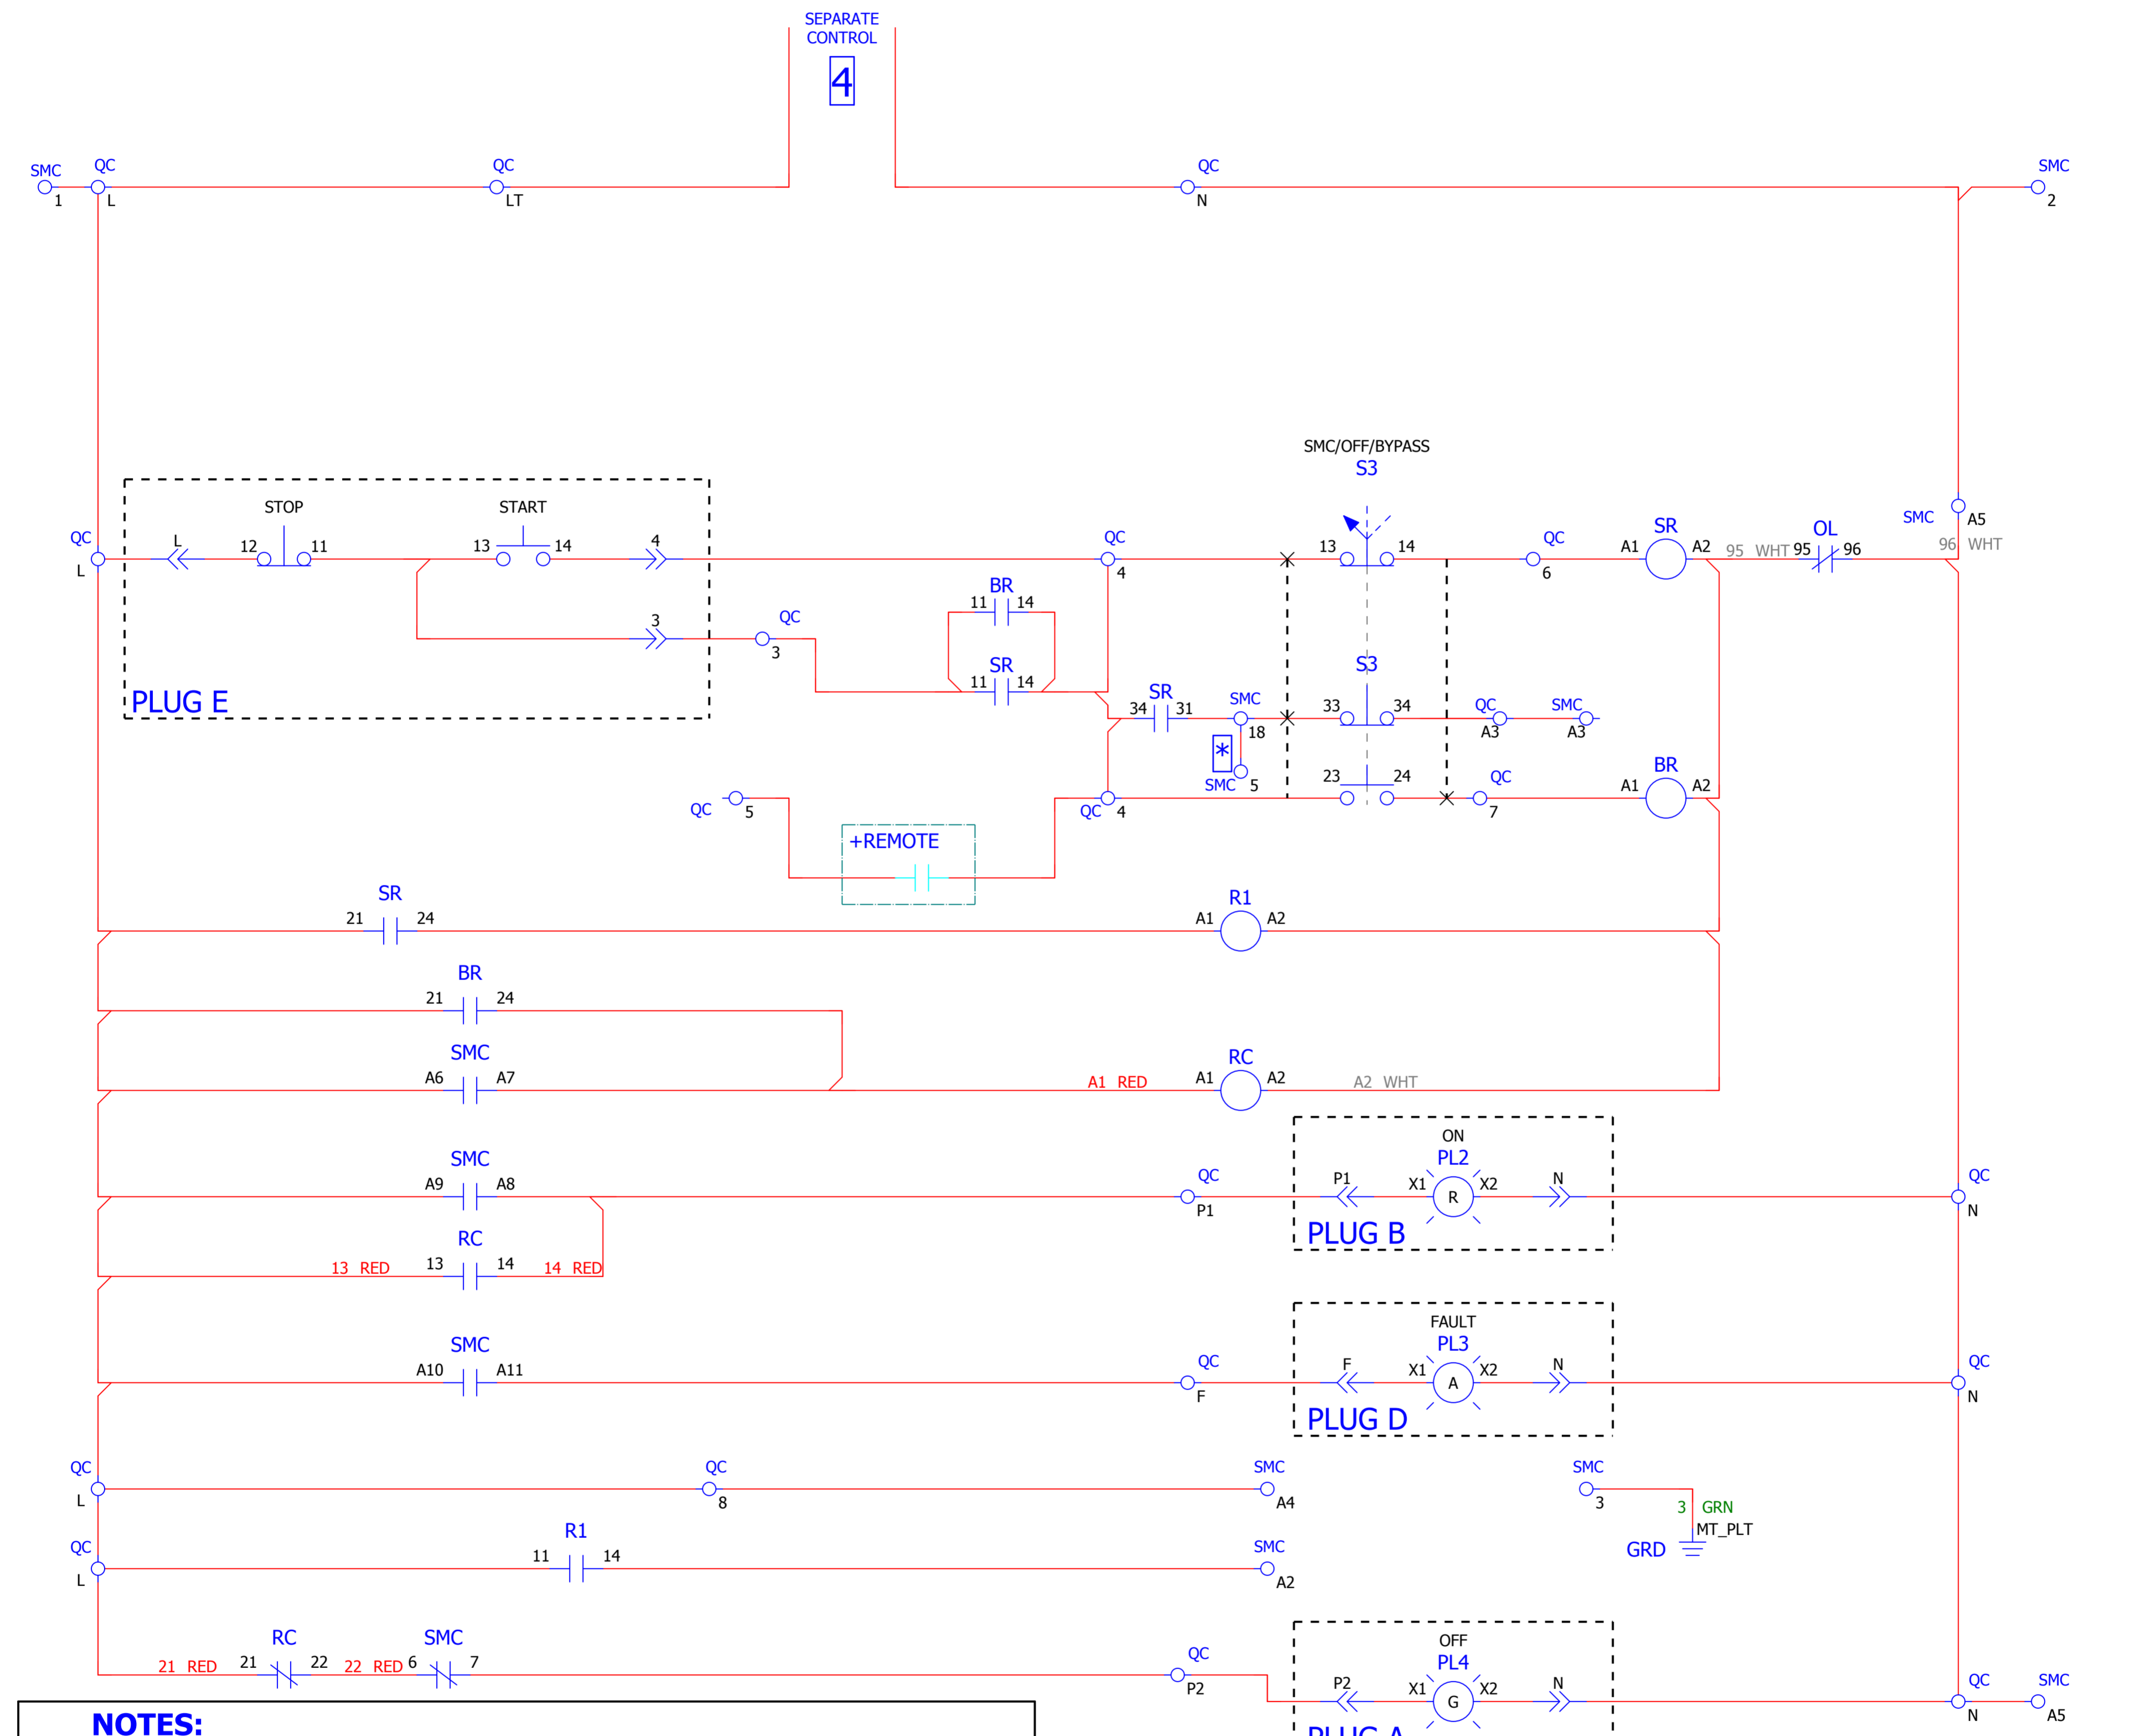 SEPARATE
CONTROL
4
SMC
1
QC
L
QC
LT
QC
N
SMC
2
SMC/OFF/BYPASS
S3
STOP
START
QC
L
L
12
11
13
14
4
QC
4
13
14
QC
6
SR
A1
A2
95 WHT
OL
95
96
SMC
A5
96 WHT
BR
11
14
3
QC
3
SR
11
14
PLUG E
SR
34
31
SMC
18
S3
33
34
QC
A3
SMC
A3
*
SMC
5
QC
5
QC
4
23
24
QC
7
BR
A1
A2
+REMOTE
SR
21
24
R1
A1
A2
BR
21
24
SMC
A6
A7
A1 RED
RC
A1
A2
A2 WHT
SMC
A9
A8
QC
P1
ON
PL2
P1
X1
R
X2
N
PLUG B
QC
N
RC
13 RED
13
14
14 RED
SMC
A10
A11
QC
F
FAULT
PL3
F
X1
A
X2
N
PLUG D
QC
N
QC
L
QC
8
SMC
A4
SMC
3
3 GRN
MT_PLT
GRD
QC
L
R1
11
14
SMC
A2
RC
21 RED
21
22
22 RED
SMC
6
7
QC
P2
OFF
PL4
P2
X1
G
X2
N
PLUG A
QC
N
SMC
A5
NOTES: